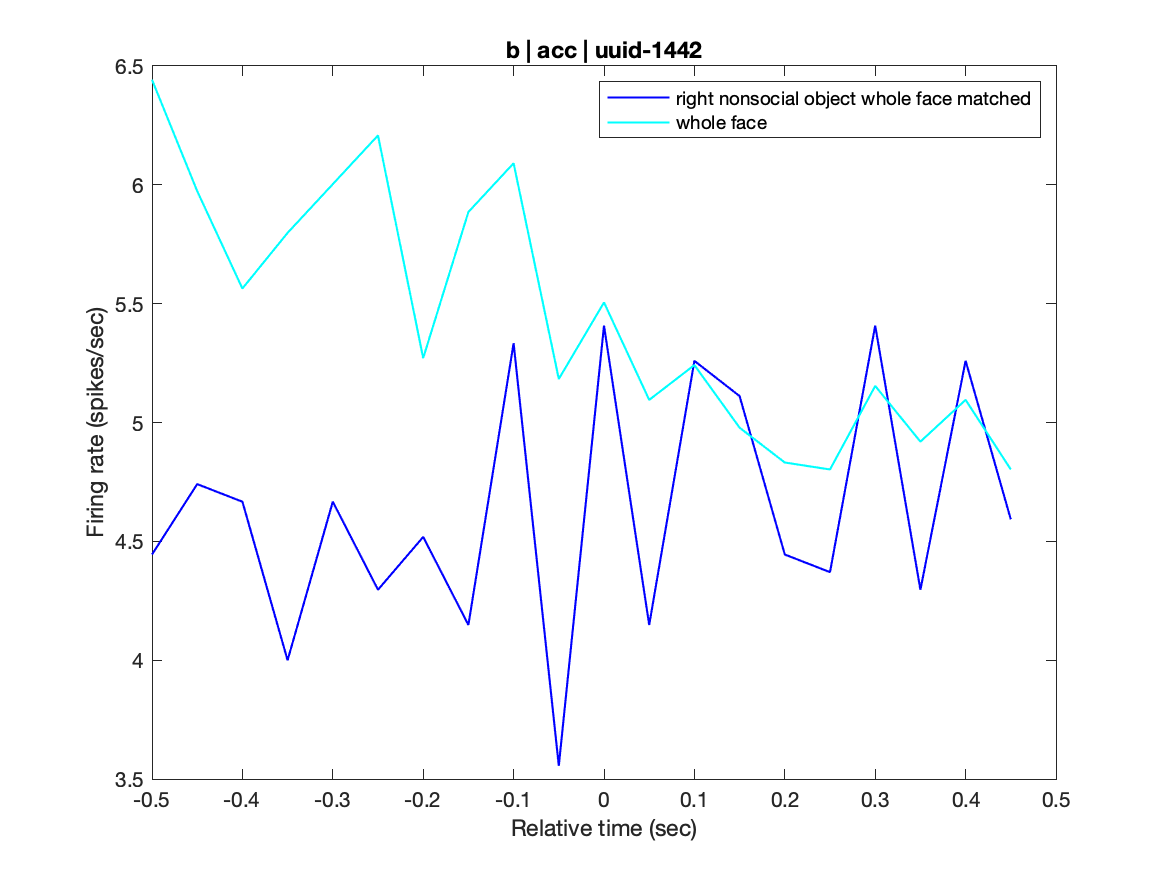 b | acc | uuid-1442
right nonsocial object whole face matched
whole face
Firing rate (spikes/sec)
6.5
6
5.5
5
4.5
4
3.5
-0.5 -0.4 -0.3 -0.2 -0.1 0 0.1 0.2 0.3 0.4 0.5
Relative time (sec)